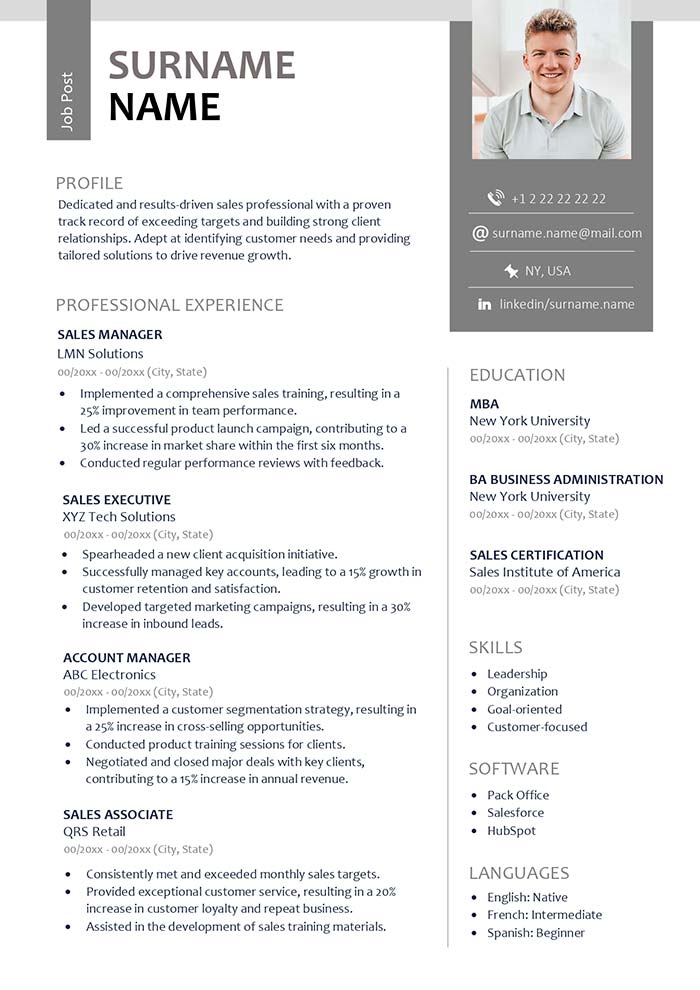 Job Post
SURNAME
NAME
PROFILE
Dedicated and results-driven sales professional with a proven
track record of exceeding targets and building strong client
relationships. Adept at identifying customer needs and providing
tailored solutions to drive revenue growth.
PROFESSIONAL EXPERIENCE
SALES MANAGER
LMN Solutions
00/20xx - 00/20xx (City, State)
• Implemented a comprehensive sales training, resulting in a
25% improvement in team performance.
• Led a successful product launch campaign, contributing to a
30% increase in market share within the first six months.
• Conducted regular performance reviews with feedback.
SALES EXECUTIVE
XYZ Tech Solutions
00/20xx - 00/20xx (City, State)
• Spearheaded a new client acquisition initiative.
• Successfully managed key accounts, leading to a 15% growth in
customer retention and satisfaction.
• Developed targeted marketing campaigns, resulting in a 30%
increase in inbound leads.
ACCOUNT MANAGER
ABC Electronics
00/20xx - 00/20xx (City, State)
• Implemented a customer segmentation strategy, resulting in
a 25% increase in cross-selling opportunities.
• Conducted product training sessions for clients.
• Negotiated and closed major deals with key clients,
contributing to a 15% increase in annual revenue.
SALES ASSOCIATE
QRS Retail
00/20xx - 00/20xx (City, State)
• Consistently met and exceeded monthly sales targets.
• Provided exceptional customer service, resulting in a 20%
increase in customer loyalty and repeat business.
• Assisted in the development of sales training materials.
+1 2 22 22 22 22
@ surname.name@mail.com
NY, USA
in linkedin/surname.name
EDUCATION
MBA
New York University
00/20xx - 00/20xx (City, State)
BA BUSINESS ADMINISTRATION
New York University
00/20xx - 00/20xx (City, State)
SALES CERTIFICATION
Sales Institute of America
00/20xx - 00/20xx (City, State)
SKILLS
• Leadership
• Organization
• Goal-oriented
• Customer-focused
SOFTWARE
• Pack Office
• Salesforce
• HubSpot
LANGUAGES
• English: Native
• French: Intermediate
• Spanish: Beginner